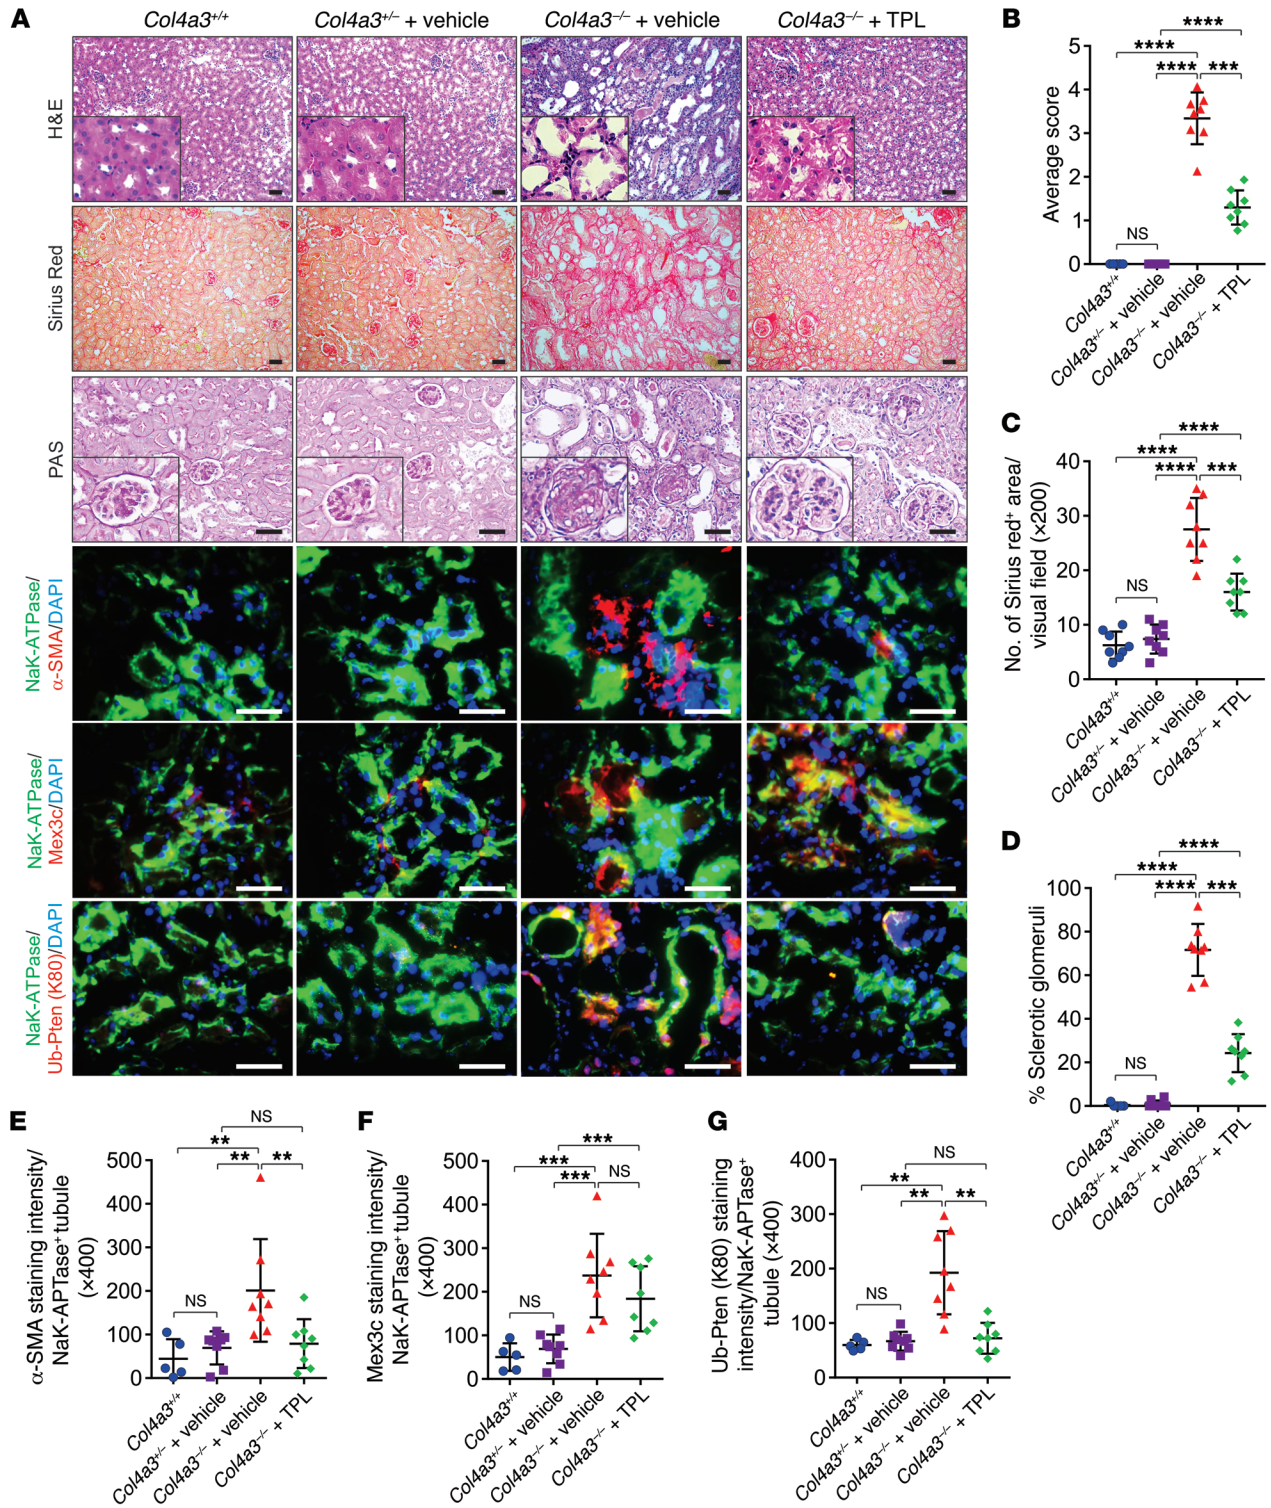 A
Col4a3+/+
Col4a3+/– + vehicle
Col4a3–/– + vehicle
Col4a3–/– + TPL
H&E
Sirius Red
PAS
NaK-ATPase/
α-SMA/DAPI
NaK-ATPase/
Mex3c/DAPI
NaK-ATPase/
Ub-Pten (K80)/DAPI
B
Average score
5
4
3
2
1
0
****
****
****
***
NS
Col4a3+/+
Col4a3+/– + vehicle
Col4a3–/– + vehicle
Col4a3–/– + TPL
C
No. of Sirius red+ area/
visual field (×200)
40
30
20
10
0
****
****
****
***
NS
Col4a3+/+
Col4a3+/– + vehicle
Col4a3–/– + vehicle
Col4a3–/– + TPL
D
% Sclerotic glomeruli
100
80
60
40
20
0
****
****
****
***
NS
Col4a3+/+
Col4a3+/– + vehicle
Col4a3–/– + vehicle
Col4a3–/– + TPL
E
α-SMA staining intensity/
NaK-APTase+ tubule
(×400)
500
400
300
200
100
0
NS
**
**
**
NS
Col4a3+/+
Col4a3+/– + vehicle
Col4a3–/– + vehicle
Col4a3–/– + TPL
F
Mex3c staining intensity/
NaK-APTase+ tubule
(×400)
500
400
300
200
100
0
***
***
***
NS
NS
Col4a3+/+
Col4a3+/– + vehicle
Col4a3–/– + vehicle
Col4a3–/– + TPL
G
Ub-Pten (K80) staining
intensity/NaK-APTase+
tubule (×400)
400
300
200
100
0
NS
**
**
**
NS
Col4a3+/+
Col4a3+/– + vehicle
Col4a3–/– + vehicle
Col4a3–/– + TPL